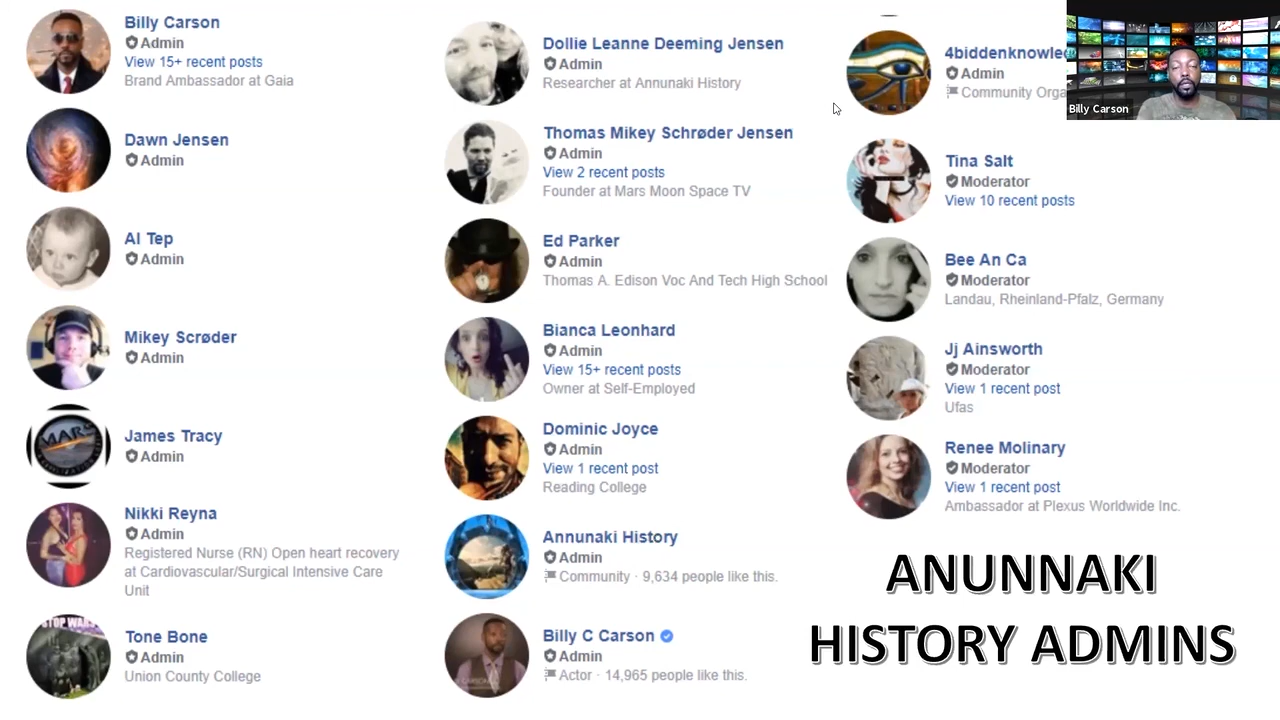 Billy Carson
Admin
View 15+ recent posts
Brand Ambassador at Gaia
Dawn Jensen
Admin
Al Tep
Admin
Mikey Scrøder
Admin
James Tracy
Admin
Nikki Reyna
Admin
Registered Nurse (RN) Open heart recovery
at Cardiovascular/Surgical Intensive Care
Unit
STOP WARS
Tone Bone
Admin
Union County College
Dollie Leanne Deeming Jensen
Admin
Researcher at Annunaki History
Thomas Mikey Schrøder Jensen
Admin
View 2 recent posts
Founder at Mars Moon Space TV
Ed Parker
Admin
Thomas A. Edison Voc And Tech High School
Bianca Leonhard
Admin
View 15+ recent posts
Owner at Self-Employed
Dominic Joyce
Admin
View 1 recent post
Reading College
Annunaki History
Admin
Community · 9,634 people like this.
Billy C Carson
Admin
Actor · 14,965 people like this.
4biddenknowle
Admin
Community Orga
Billy Carson
Tina Salt
Moderator
View 10 recent posts
Bee An Ca
Moderator
Landau, Rheinland-Pfalz, Germany
Jj Ainsworth
Moderator
View 1 recent post
Ufas
Renee Molinary
Moderator
View 1 recent post
Ambassador at Plexus Worldwide Inc.
ANUNNAKI
HISTORY ADMINS